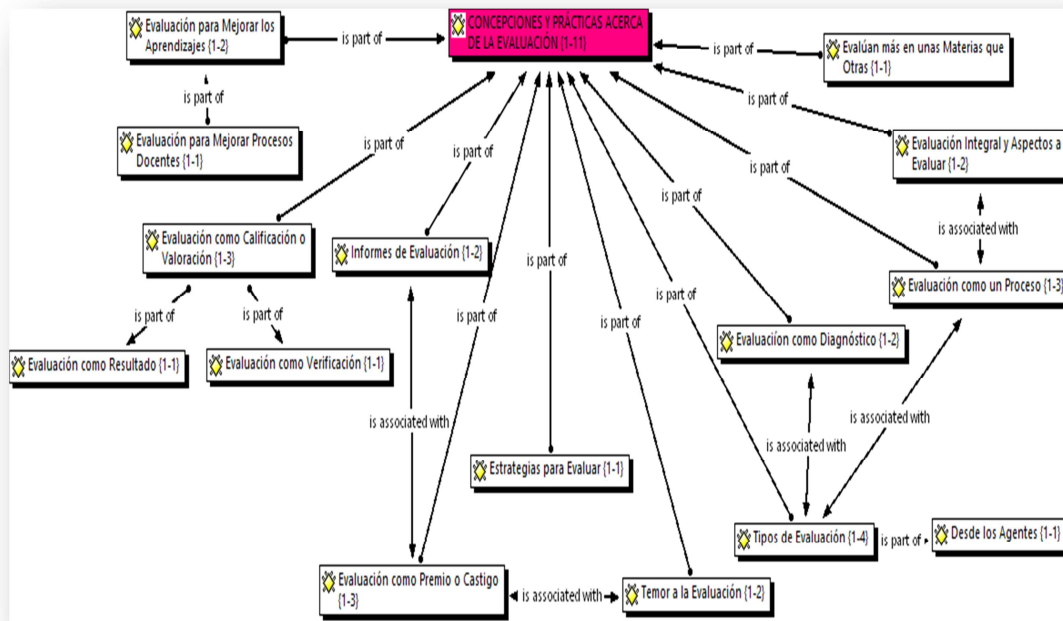 Evaluación para Mejorar los
Aprendizajes {1-2}
is part of
CONCEPCIONES Y PRÁCTICAS ACERCA
DE LA EVALUACIÓN {1-11}
Evalúan más en unas Materias que
Otras {1-1}
is part of
is part of
is part of
Evaluación para Mejorar Procesos
Docentes {1-1}
Evaluación Integral y Aspectos a
Evaluar {1-2}
is part of
is part of
is part of
is part of
is associated with
Evaluación como Calificación o
Valoración {1-3}
Informes de Evaluación {1-2}
is part of
Evaluación como un Proceso {1-3}
is part of
is part of
is part of
is part of
is part of
Evaluaciíon como Diagnóstico {1-2}
Evaluación como Resultado {1-1}
Evaluación como Verificación {1-1}
is associated with
is associated with
is associated with
Estrategias para Evaluar {1-1}
Tipos de Evaluación {1-4}
is part of
Desde los Agentes {1-1}
Evaluación como Premio o Castigo
{1-3}
is associated with
Temor a la Evaluación {1-2}